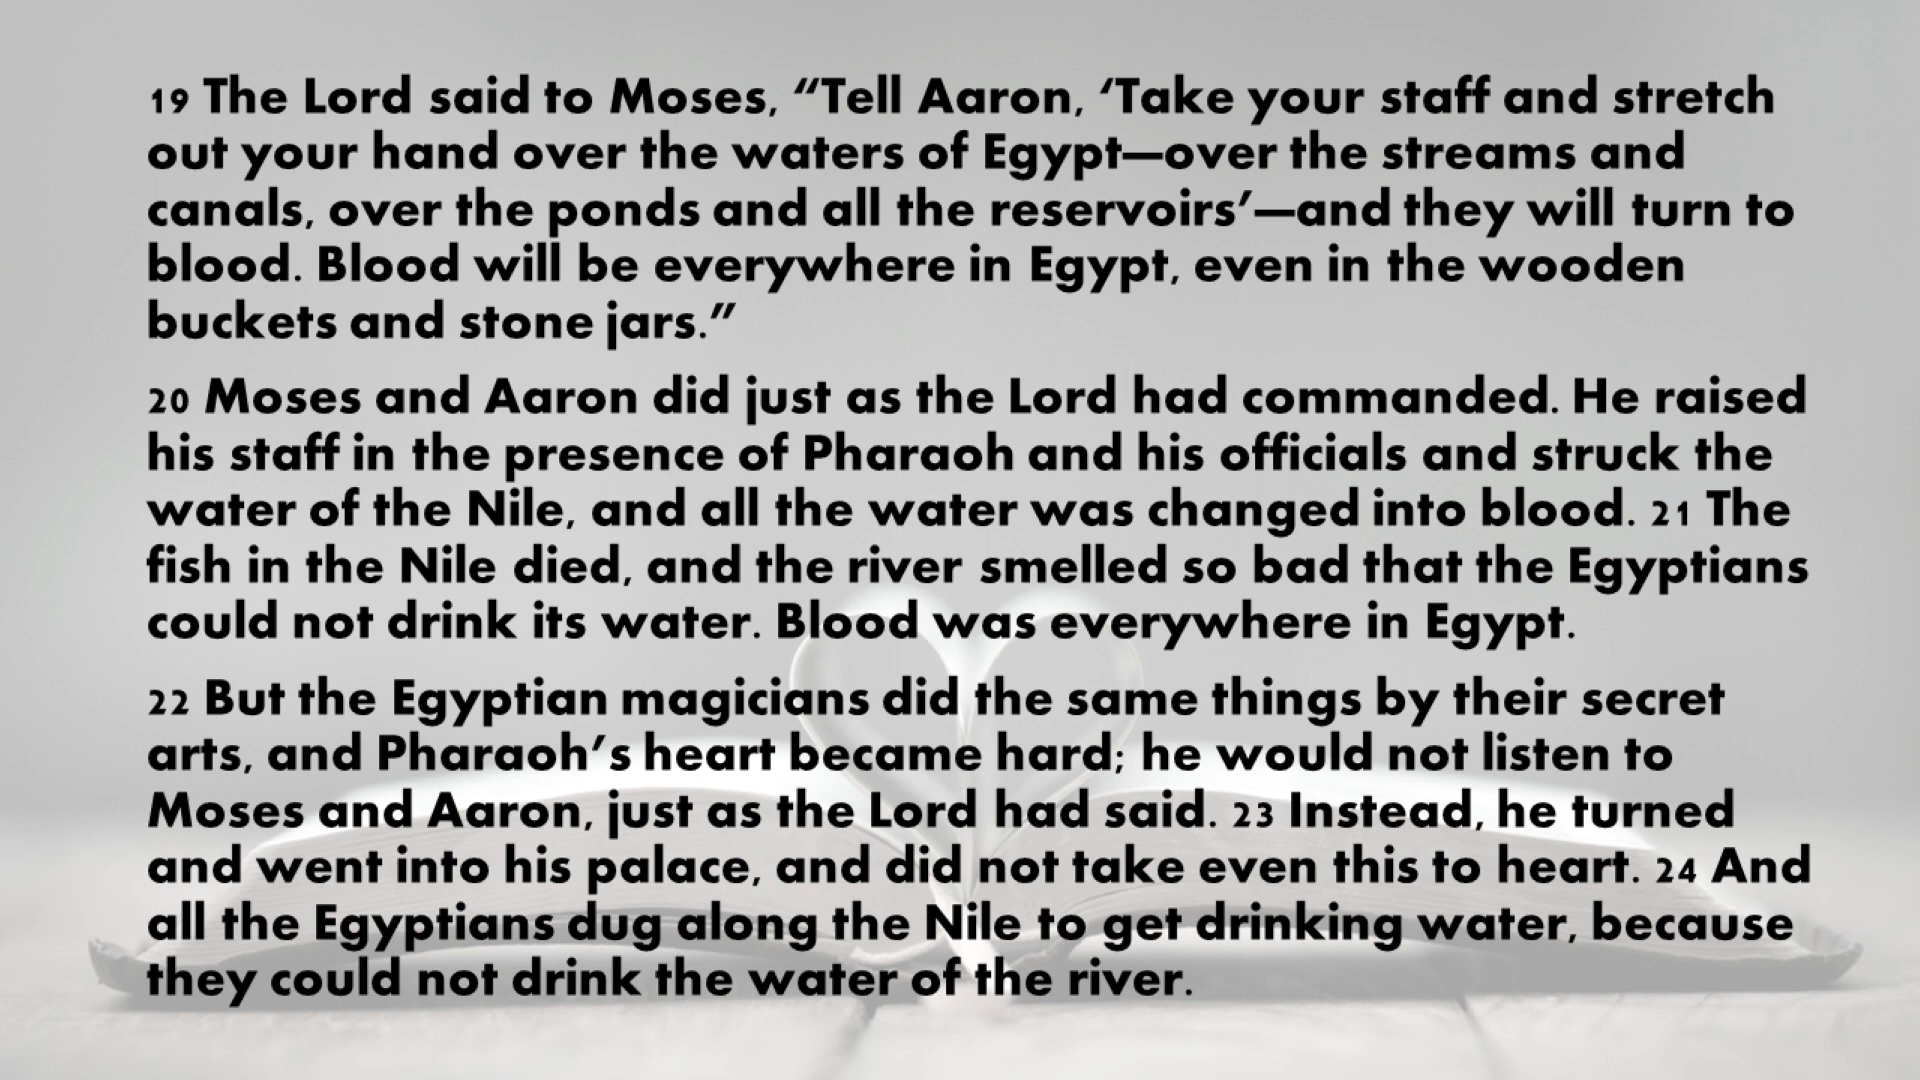 19 The Lord said to Moses, “Tell Aaron, ‘Take your staff and stretch
out your hand over the waters of Egypt—over the streams and
canals, over the ponds and all the reservoirs’—and they will turn to
blood. Blood will be everywhere in Egypt, even in the wooden
buckets and stone jars.”
20 Moses and Aaron did just as the Lord had commanded. He raised
his staff in the presence of Pharaoh and his officials and struck the
water of the Nile, and all the water was changed into blood. 21 The
fish in the Nile died, and the river smelled so bad that the Egyptians
could not drink its water. Blood was everywhere in Egypt.
22 But the Egyptian magicians did the same things by their secret
arts, and Pharaoh’s heart became hard; he would not listen to
Moses and Aaron, just as the Lord had said. 23 Instead, he turned
and went into his palace, and did not take even this to heart. 24 And
all the Egyptians dug along the Nile to get drinking water, because
they could not drink the water of the river.